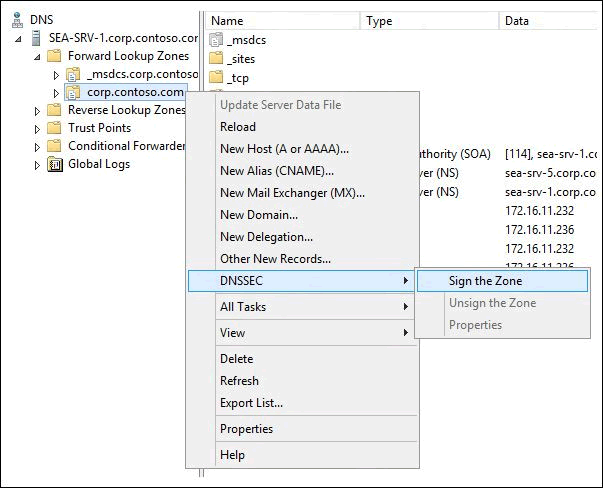 DNS
SEA-SRV-1.corp.contoso.cor
Forward Lookup Zones
_msdcs.corp.contoso
corp.contoso.com
Reverse Lookup Zones
Trust Points
Conditional Forwarder
Global Logs
Name Type Data
_msdcs
_sites
_tcp
uthority (SOA) [114], sea-srv-1.c
ver (NS) sea-srv-5.corp.co
ver (NS) sea-srv-1.corp.co
172.16.11.232
172.16.11.236
172.16.11.232
Update Server Data File
Reload
New Host (A or AAAA)...
New Alias (CNAME)...
New Mail Exchanger (MX)...
New Domain...
New Delegation...
Other New Records...
DNSSEC
All Tasks
View
Delete
Refresh
Export List...
Properties
Help
Sign the Zone
Unsign the Zone
Properties